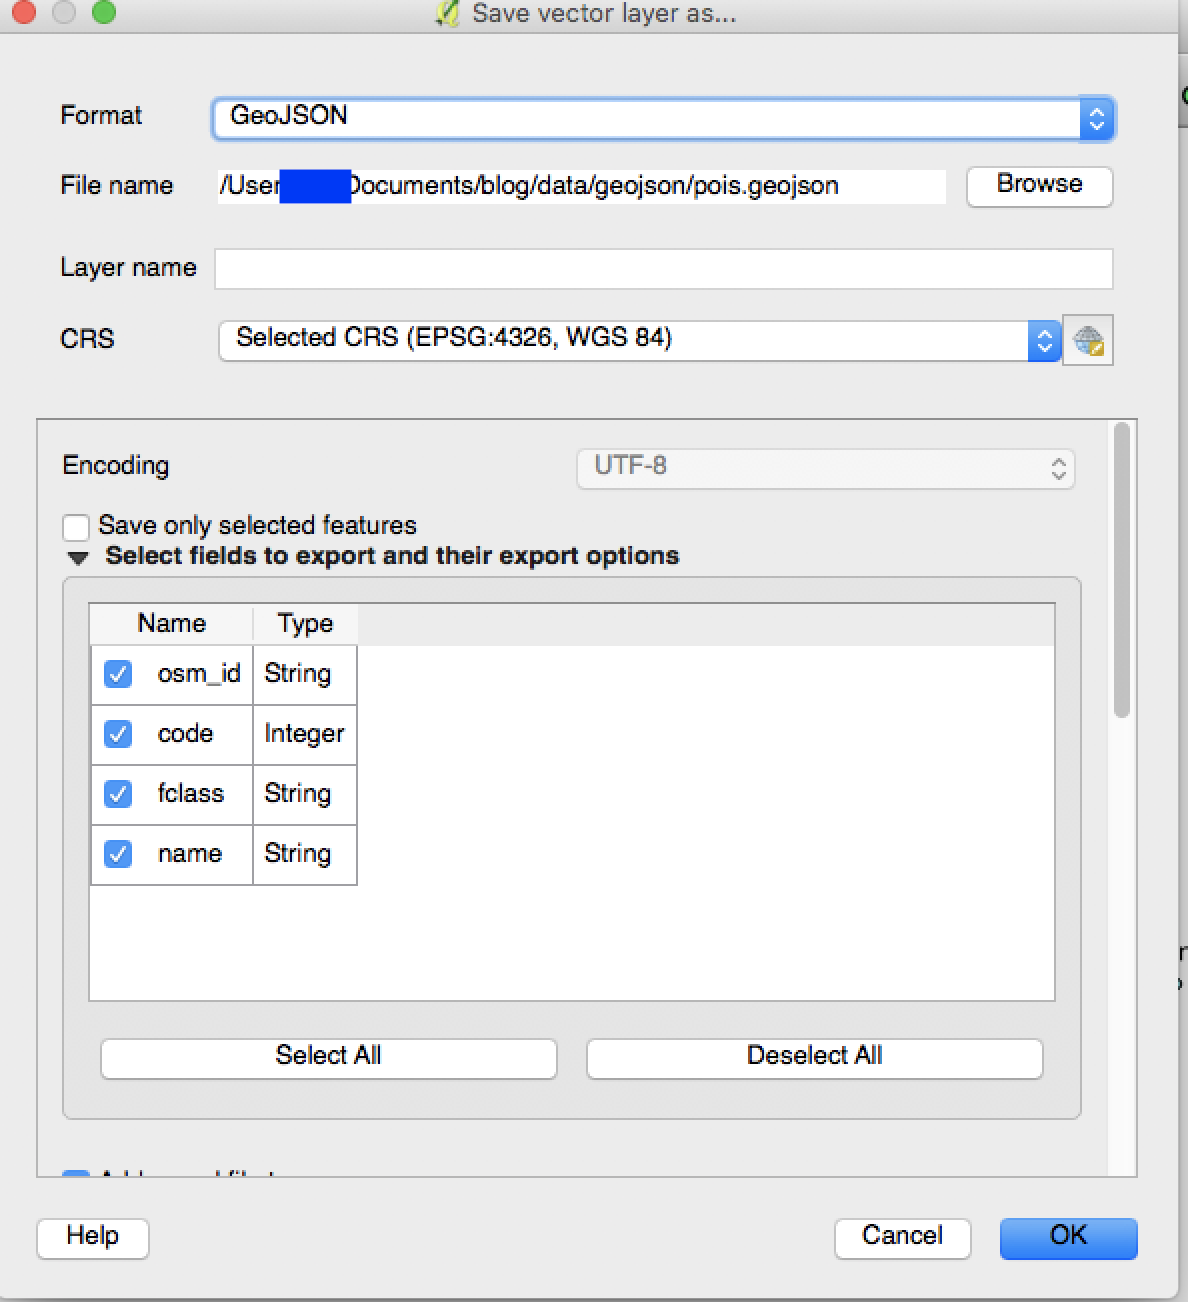 Save vector layer as...
Format GeoJSON
File name /User Documents/blog/data/geojson/pois.geojson Browse
Layer name
CRS Selected CRS (EPSG:4326, WGS 84)
Encoding UTF-8
Save only selected features
Select fields to export and their export options
Name Type
osm_id String
code Integer
fclass String
name String
Select All Deselect All
Help Cancel OK